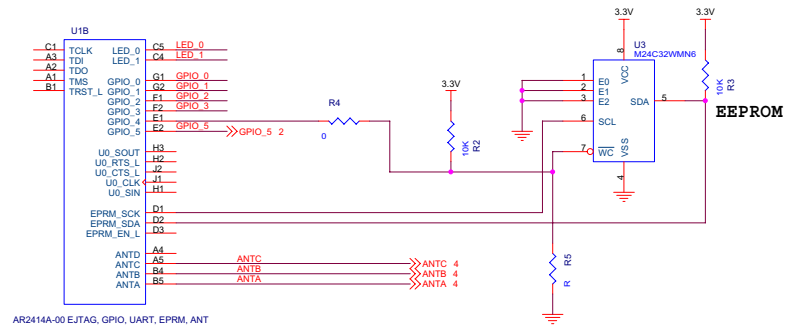 U1B
C1 TCLK
A3 TDI
A2 TDO
A1 TMS
B1 TRST_L
LED_0 C5 LED_0
LED_1 C4 LED_1
GPIO_0 G1 GPIO_0
GPIO_1 G2 GPIO_1
GPIO_2 F1 GPIO_2
GPIO_3 F2 GPIO_3
GPIO_4 E1
GPIO_5 E2 GPIO_5
GPIO_5 2
U0_SOUT H3
U0_RTS_L H2
U0_CTS_L J2
U0_CLK J1
U0_SIN H1
EPRM_SCK D1
EPRM_SDA D2
EPRM_EN_L D3
ANTD A4
ANTC A5 ANTC ANTC 4
ANTB B4 ANTB ANTB 4
ANTA B5 ANTA ANTA 4
R4
0
3.3V
10K
R2
3.3V
U3
M24C32WMN6
8
VCC
1 E0
2 E1
3 E2
SDA 5
6 SCL
7 WC
VSS
4
3.3V
10K
R3
EEPROM
R5
R
AR2414A-00 EJTAG, GPIO, UART, EPRM, ANT